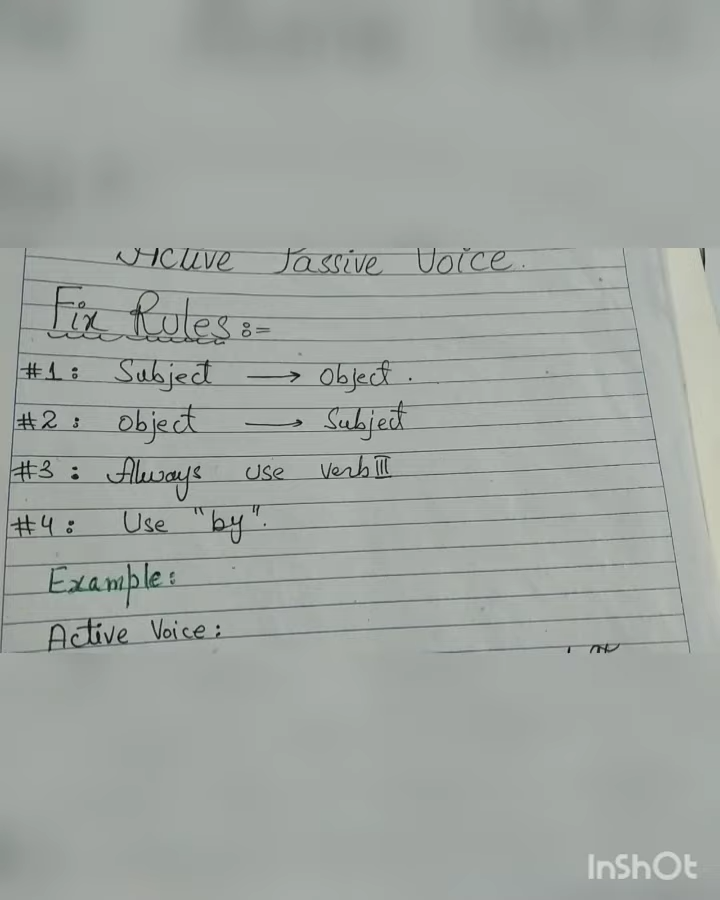 Active Passive Voice.
Fix Rules :=
#1: Subject → Object.
#2: object → Subject
#3: Always use verb III
#4: Use "by".
Example:
Active Voice:
InShOt